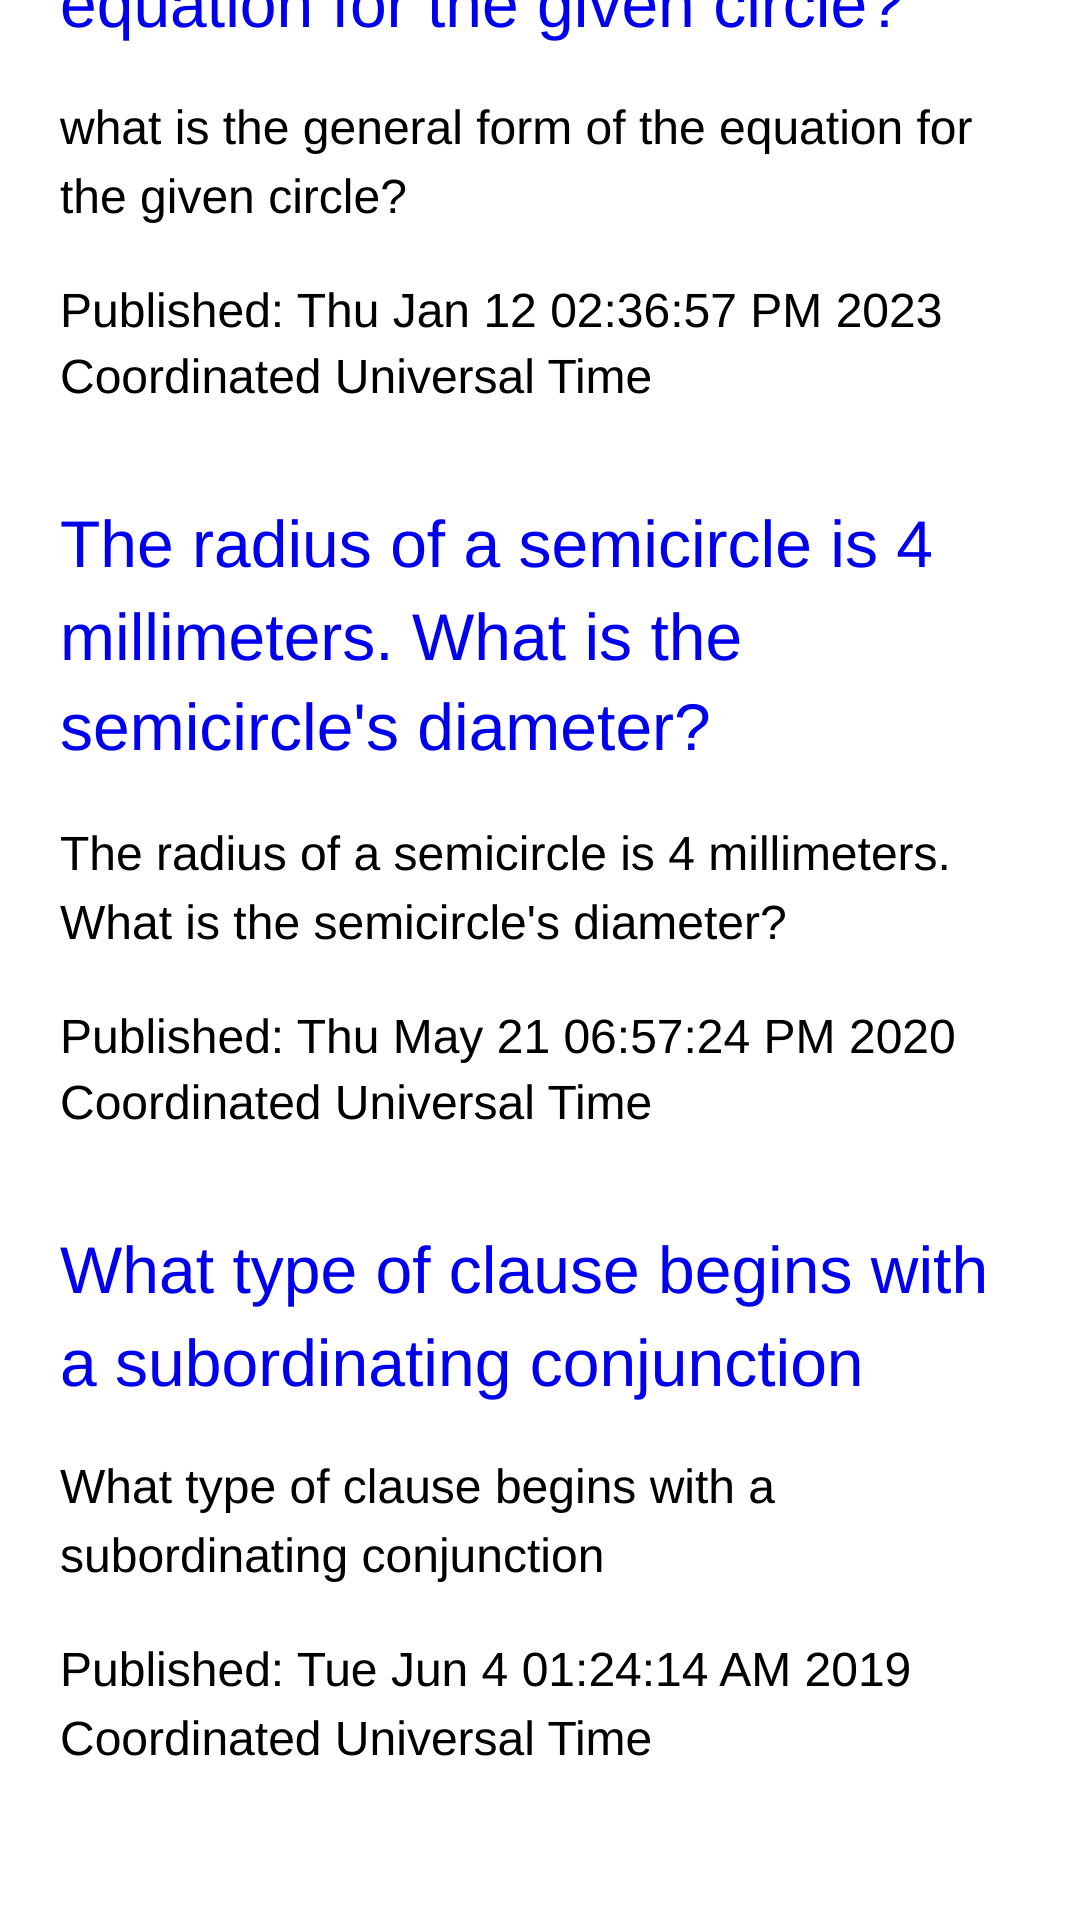 equation for the given circle?
what is the general form of the equation for
the given circle?
Published: Thu Jan 12 02:36:57 PM 2023
Coordinated Universal Time
The radius of a semicircle is 4
millimeters. What is the
semicircle's diameter?
The radius of a semicircle is 4 millimeters.
What is the semicircle's diameter?
Published: Thu May 21 06:57:24 PM 2020
Coordinated Universal Time
What type of clause begins with
a subordinating conjunction
What type of clause begins with a
subordinating conjunction
Published: Tue Jun 4 01:24:14 AM 2019
Coordinated Universal Time